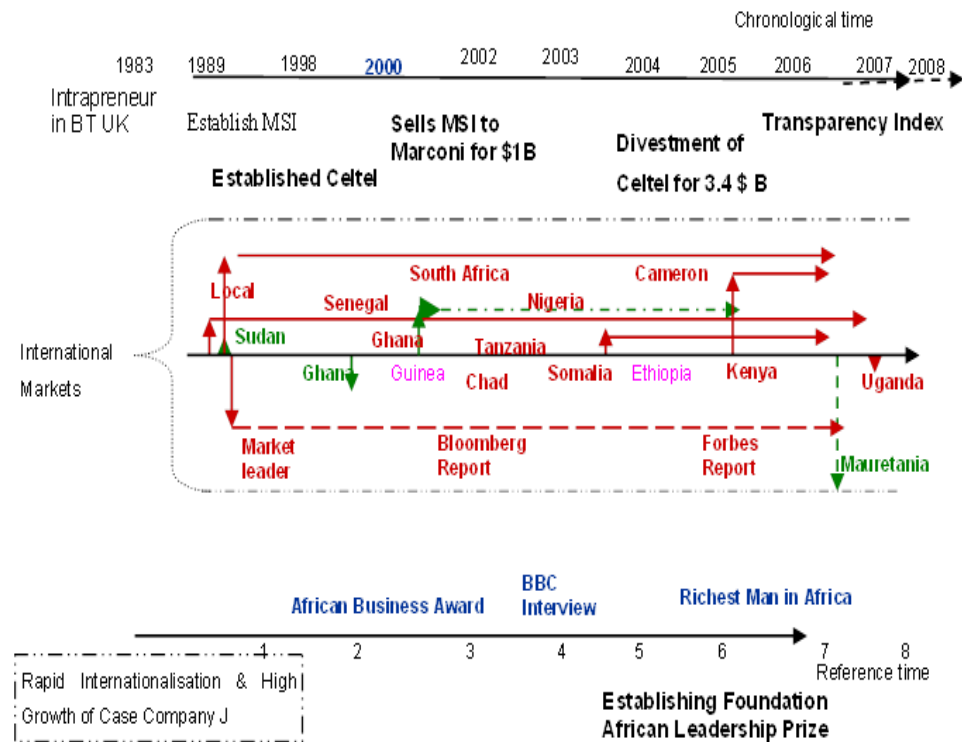 Chronological time
1983 1989 1998 2000 2002 2003 2004 2005 2006 2007 2008
Intrapreneur
in BT UK
Establish MSI
Sells MSI to
Marconi for $1B
Transparency Index
Established Celtel
Divestment of
Celtel for 3.4 $ B
South Africa
Cameron
Local
Senegal
Nigeria
Sudan
Ghana
Tanzania
International
Markets
Ghana
Guinea
Chad
Somalia
Ethiopia
Kenya
Uganda
Market
leader
Bloomberg
Report
Forbes
Report
Mauretania
African Business Award
BBC
Interview
Richest Man in Africa
1 2 3 4 5 6 7 8
Reference time
Rapid Internationalisation & High
Growth of Case Company J
Establishing Foundation
African Leadership Prize